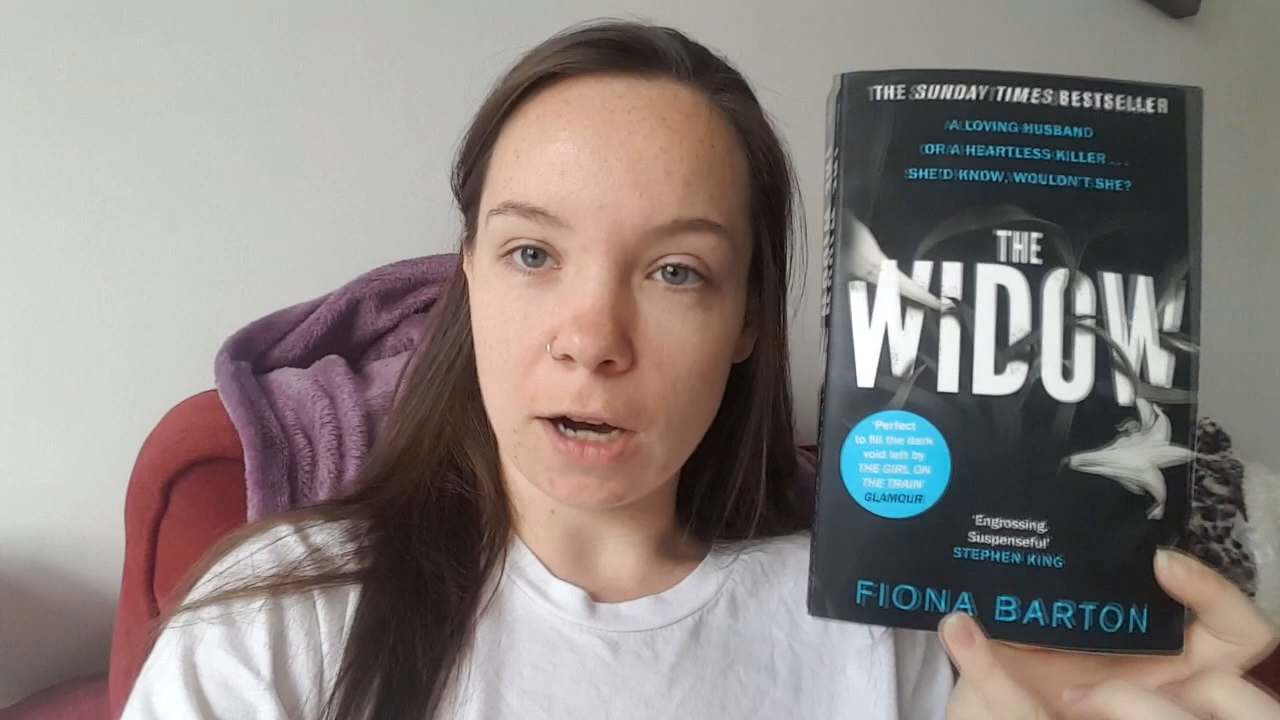 THE SUNDAY TIMES BESTSELLER
A LOVING HUSBAND
OR A HEARTLESS KILLER ...
SHE'D KNOW, WOULDN'T SHE?
THE
WIDOW
'Perfect
to fill the dark
void left by
THE GIRL ON
THE TRAIN'
GLAMOUR
'Engrossing.
Suspenseful'
STEPHEN KING
FIONA BARTON